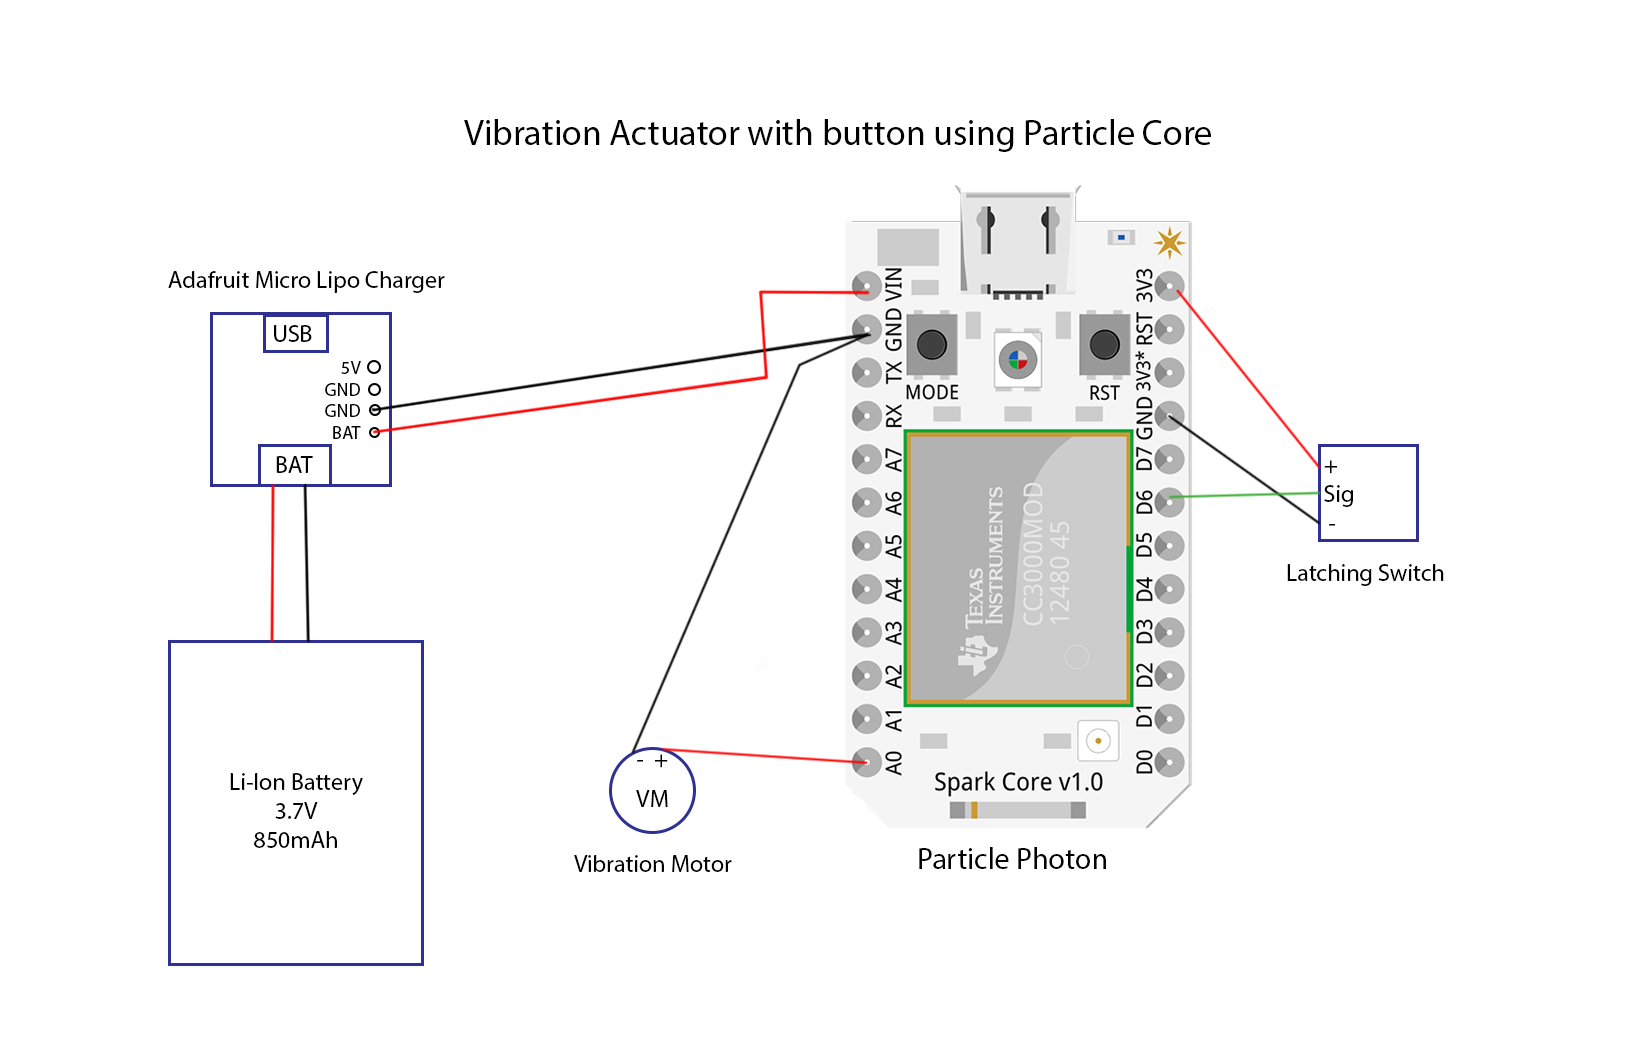 Vibration Actuator with button using Particle Core
Adafruit Micro Lipo Charger
USB
5V
GND
GND
BAT
BAT
Li-Ion Battery
3.7V
850mAh
- +
VM
Vibration Motor
VIN
GND
TX
RX
A7
A6
A5
A4
A3
A2
A1
A0
MODE
RST
3V3
RST
3V3*
GND
D7
D6
D5
D4
D3
D2
D1
D0
TEXAS
INSTRUMENTS
CC3000MOD
12480 45
ti
Spark Core v1.0
Particle Photon
+
Sig
-
Latching Switch